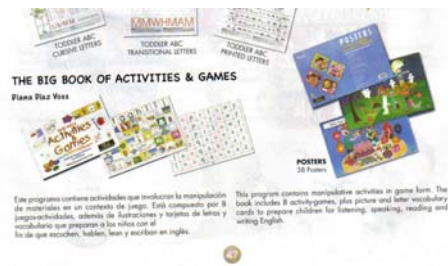 TODDLER ABC
CURSIVE LETTERS
MMWHMAM
TODDLER ABC
TRANSITIONAL LETTERS
TODDLER ABC
PRINTED LETTERS
THE BIG BOOK OF ACTIVITIES & GAMES
Diana Díaz Voss
Activities
Games
POSTERS
POSTERS
38 Posters
Este programa contiene actividades que involucran la manipulación
de materiales en un contexto de juego. Está compuesto por 8
juegos-actividades, además de ilustraciones y tarjetas de letras y
vocabulario que preparan a los niños con el
fin de que escuchen, hablen, lean y escriban en inglés.
This program contains manipulative activities in game form. The
book includes 8 activity-games, plus picture and letter vocabulary
cards to prepare children for listening, speaking, reading and
writing English.
47